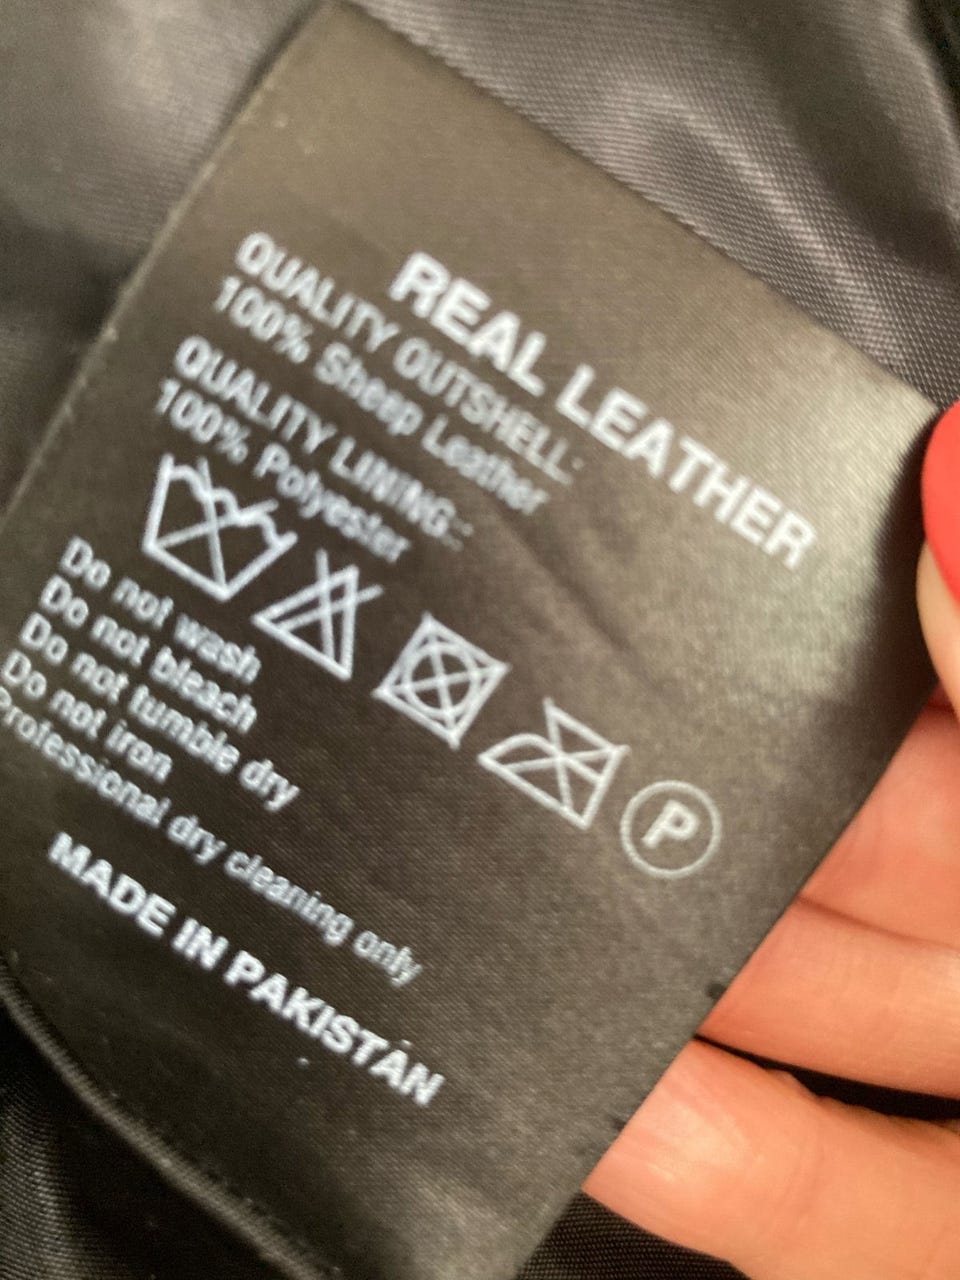 REAL LEATHER
QUALITY OUTSHELL:
100% Sheep Leather
QUALITY LINING::
100% Polyester
P
Do not wash
Do not bleach
Do not tumble dry
Do not iron
Professional dry cleaning only
MADE IN PAKISTAN